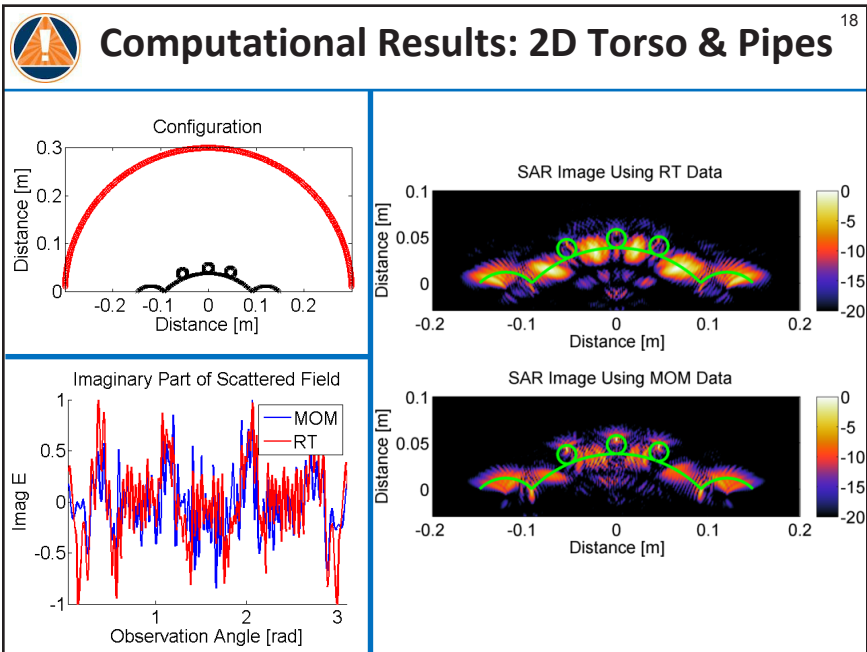 18
Computational Results: 2D Torso & Pipes
Configuration
Distance [m]
0.3
0.2
0.1
0
-0.2 -0.1 0 0.1 0.2
Distance [m]
Imaginary Part of Scattered Field
Imag E
1
0.5
0
-0.5
-1
MOM
RT
1 2 3
Observation Angle [rad]
SAR Image Using RT Data
Distance [m]
0.1
0.05
0
-0.2 -0.1 0 0.1 0.2
Distance [m]
0
-5
-10
-15
-20
SAR Image Using MOM Data
Distance [m]
0.1
0.05
0
-0.2 -0.1 0 0.1 0.2
Distance [m]
0
-5
-10
-15
-20